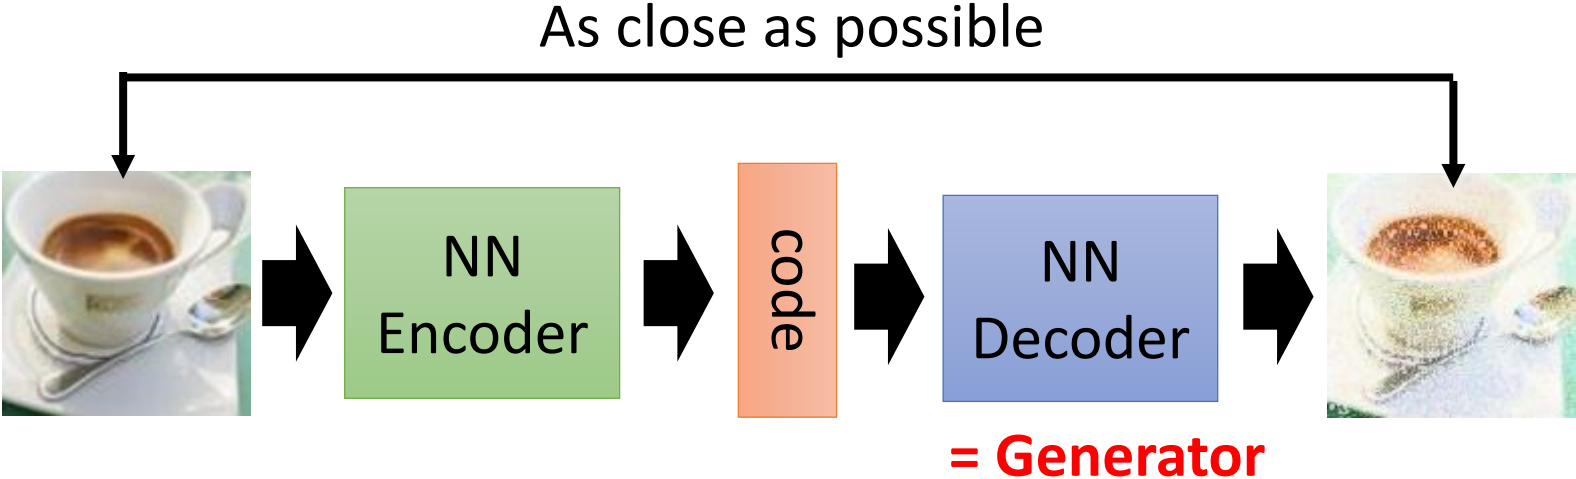 As close as possible
NN
Encoder
code
NN
Decoder
= Generator